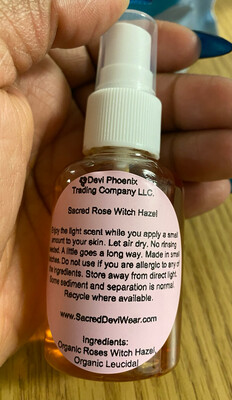 Devi Phoenix
Trading Company LLC.
Sacred Rose Witch Hazel
Enjoy the light scent while you apply a small
amount to your skin. Let air dry. No rinsing
needed. A little goes a long way. Made in small
batches. Do not use if you are allergic to any of
the ingredients. Store away from direct light.
Some sediment and separation is normal.
Recycle where available.
www.SacredDeviWear.com
Ingredients:
Organic Roses Witch Hazel
Organic Leucidal